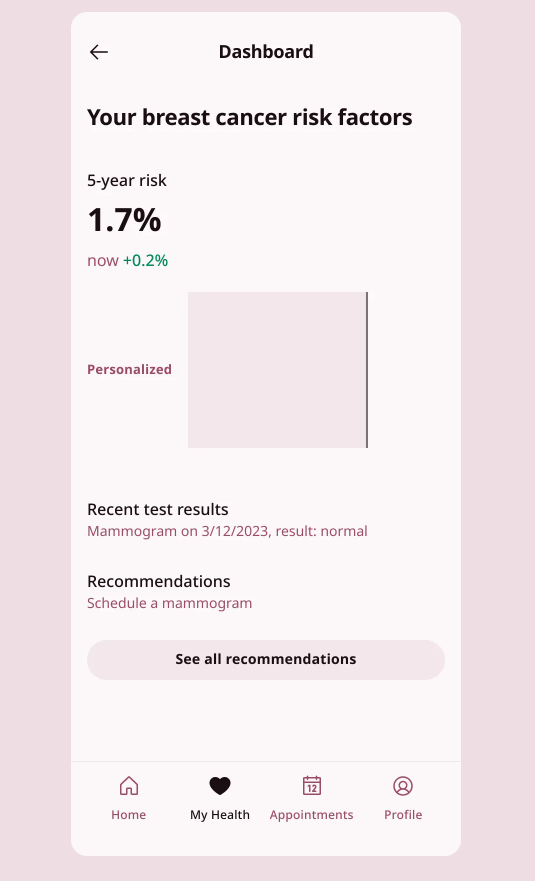 Dashboard
Your breast cancer risk factors
5-year risk
1.7%
now +0.2%
Personalized
Recent test results
Mammogram on 3/12/2023, result: normal
Recommendations
Schedule a mammogram
See all recommendations
12
Home My Health Appointments Profile